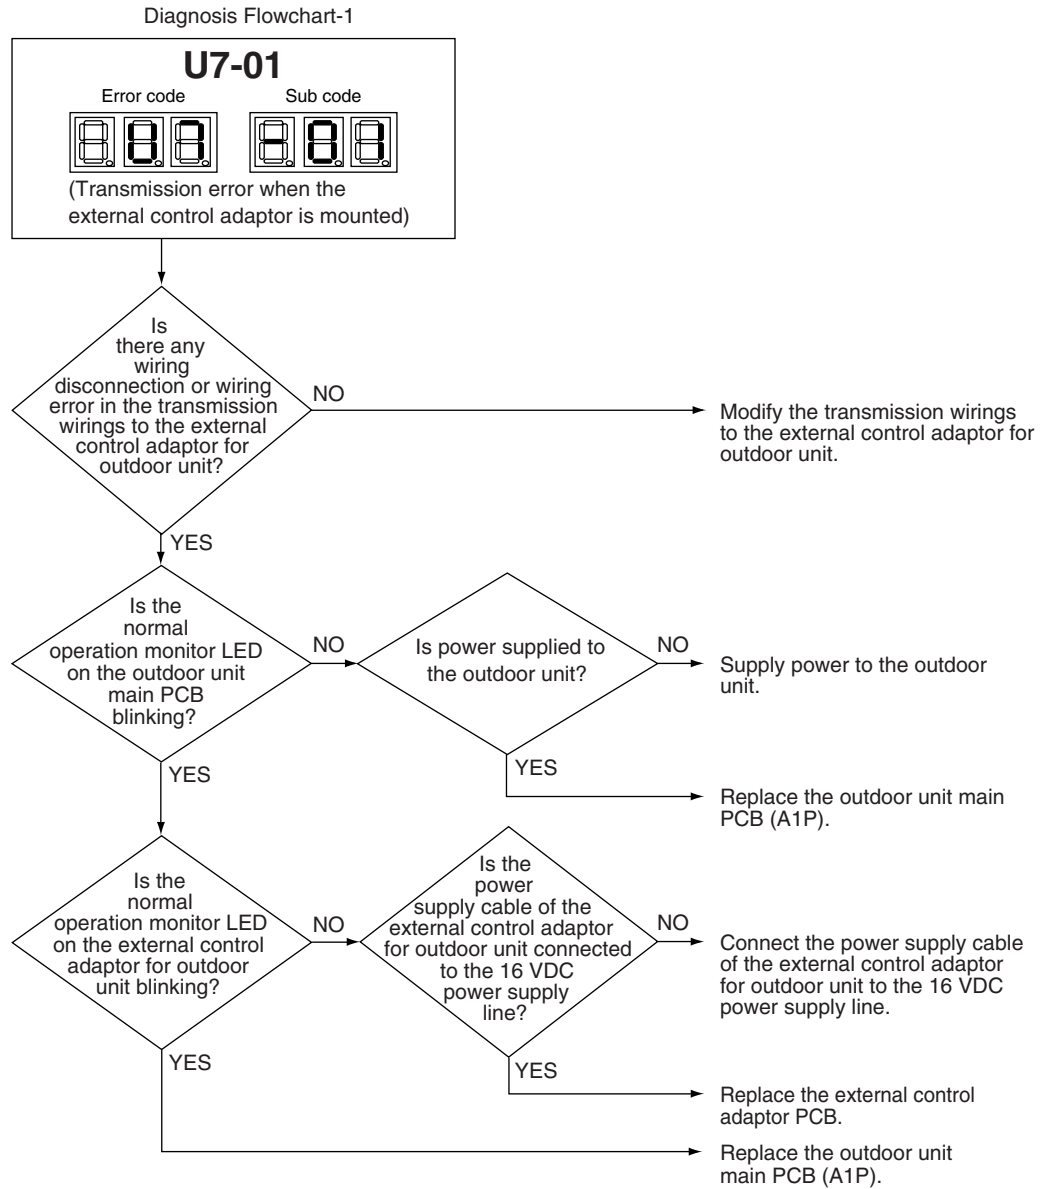 Diagnosis Flowchart-1
U7-01
Error code
Sub code
U7
-01
(Transmission error when the
external control adaptor is mounted)
Is
there any
wiring
disconnection or wiring
error in the transmission
wirings to the external
control adaptor for
outdoor unit?
NO
Modify the transmission wirings
to the external control adaptor for
outdoor unit.
YES
Is the
normal
operation monitor LED
on the outdoor unit
main PCB
blinking?
NO
Is power supplied to
the outdoor unit?
NO
Supply power to the outdoor
unit.
YES
YES
Replace the outdoor unit main
PCB (A1P).
Is the
normal
operation monitor LED
on the external control
adaptor for outdoor
unit blinking?
NO
Is the
power
supply cable of the
external control adaptor
for outdoor unit connected
to the 16 VDC
power supply
line?
NO
Connect the power supply cable
of the external control adaptor
for outdoor unit to the 16 VDC
power supply line.
YES
YES
Replace the external control
adaptor PCB.
Replace the outdoor unit
main PCB (A1P).